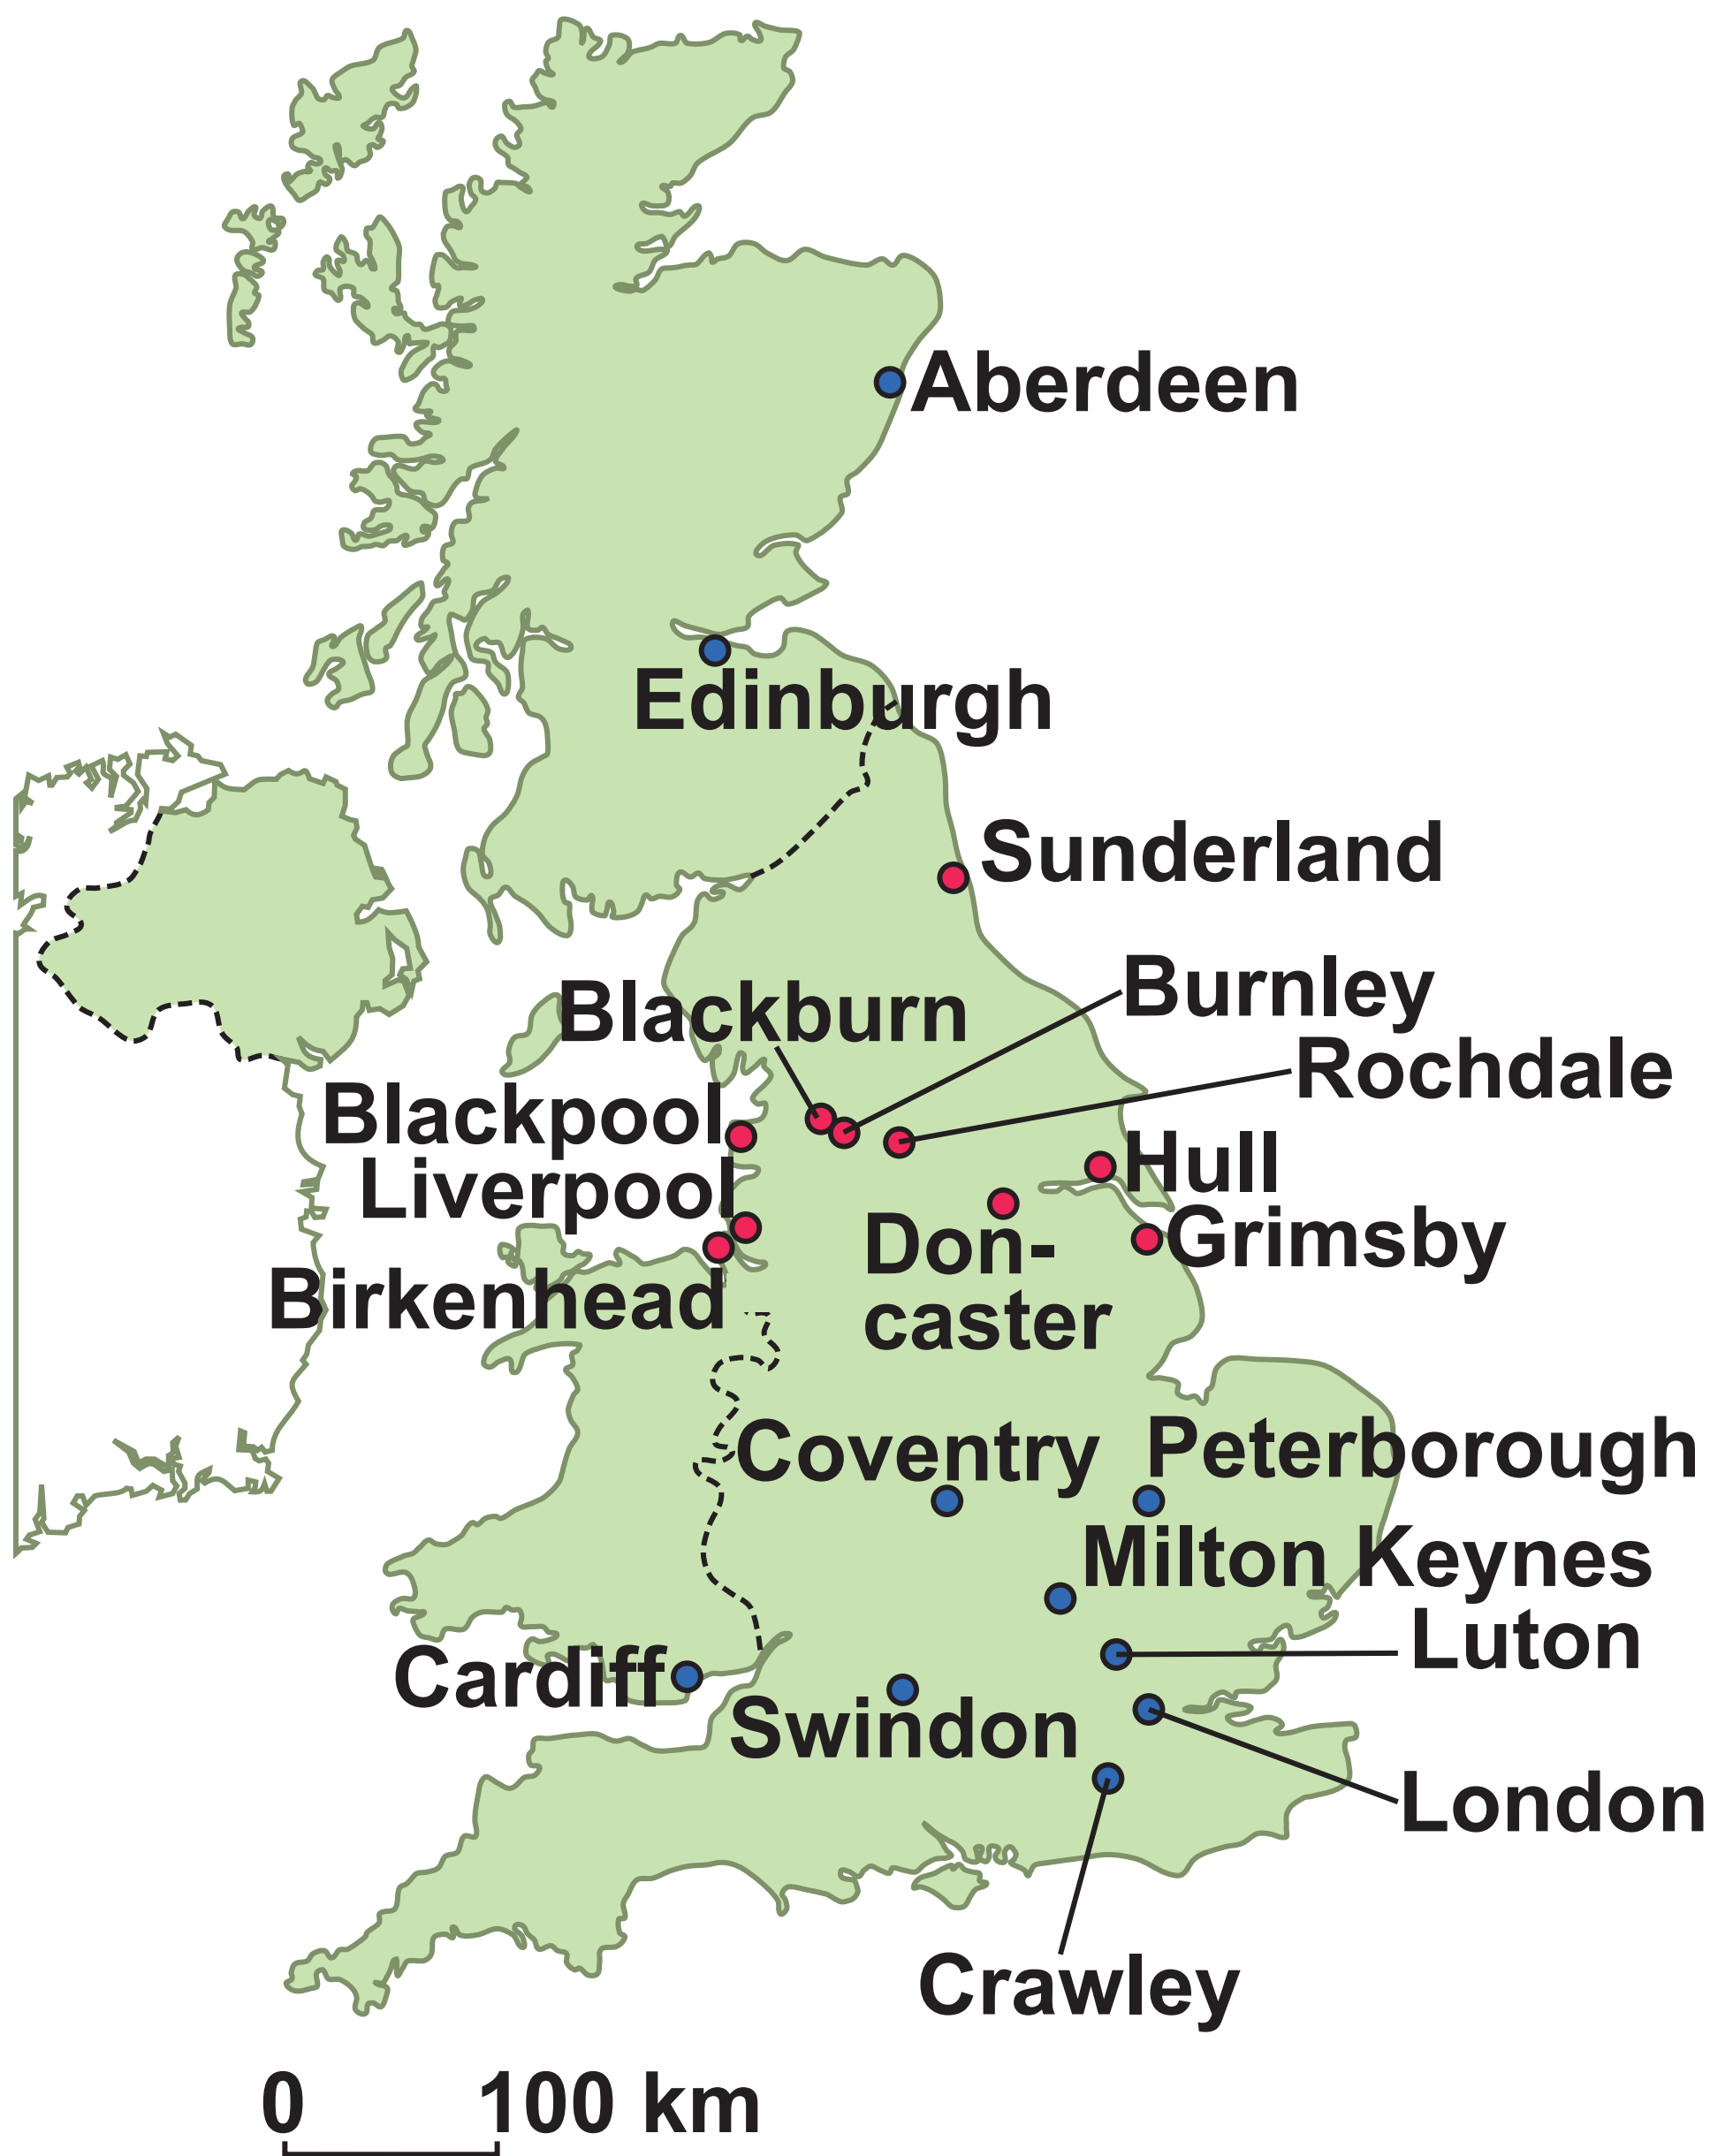 Aberdeen
Edinburgh
Sunderland
Burnley
Blackburn
Rochdale
Blackpool
Hull
Liverpool
Grimsby
Don-
caster
Birkenhead
Coventry
Peterborough
Milton Keynes
Luton
Cardiff
Swindon
London
Crawley
0 100 km